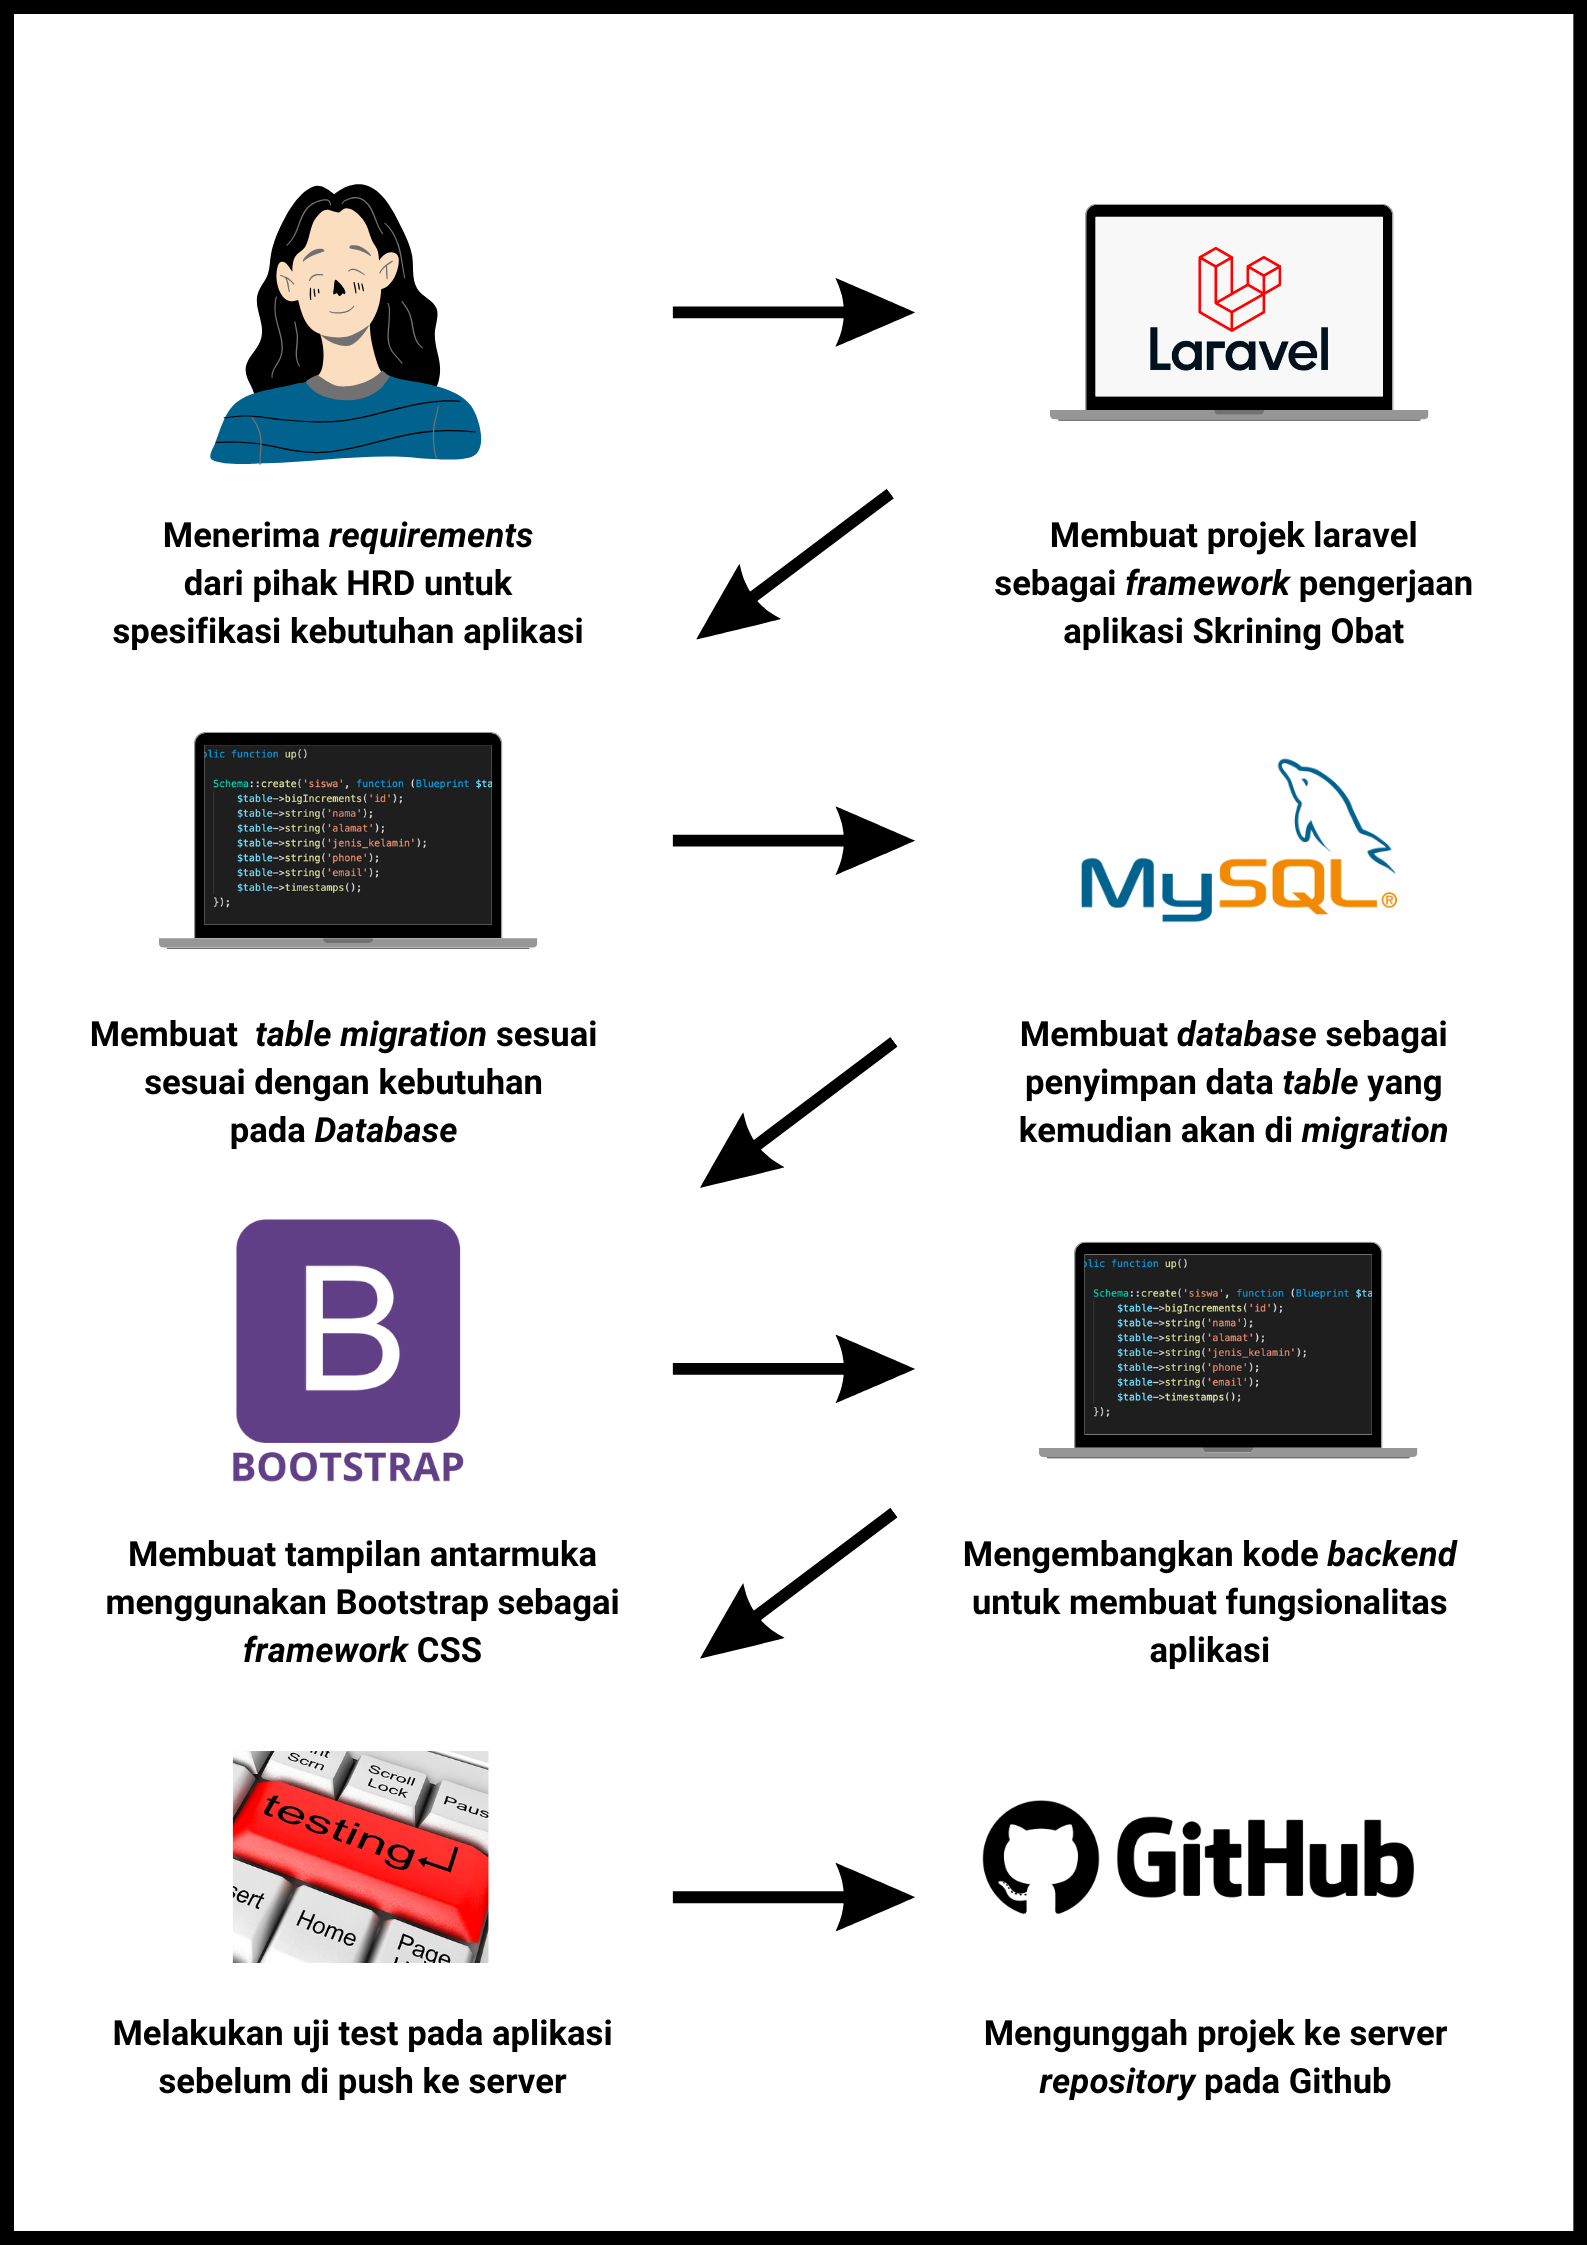 Laravel
Menerima requirements
dari pihak HRD untuk
spesifikasi kebutuhan aplikasi
Membuat projek laravel
sebagai framework pengerjaan
aplikasi Skrining Obat
blic function up()
Schema::create('siswa', function (Blueprint $ta
$table->bigIncrements('id');
$table->string('nama');
$table->string('alamat');
$table->string('jenis_kelamin');
$table->string('phone');
$table->string('email');
$table->timestamps();
});
MySQL®
Membuat table migration sesuai
sesuai dengan kebutuhan
pada Database
Membuat database sebagai
penyimpan data table yang
kemudian akan di migration
B
BOOTSTRAP
blic function up()
Schema::create('siswa', function (Blueprint $ta
$table->bigIncrements('id');
$table->string('nama');
$table->string('alamat');
$table->string('jenis_kelamin');
$table->string('phone');
$table->string('email');
$table->timestamps();
});
Membuat tampilan antarmuka
menggunakan Bootstrap sebagai
framework CSS
Mengembangkan kode backend
untuk membuat fungsionalitas
aplikasi
Scrn
Scroll
Lock
Paus
testing
sert
Home
Page
GitHub
Melakukan uji test pada aplikasi
sebelum di push ke server
Mengunggah projek ke server
repository pada Github